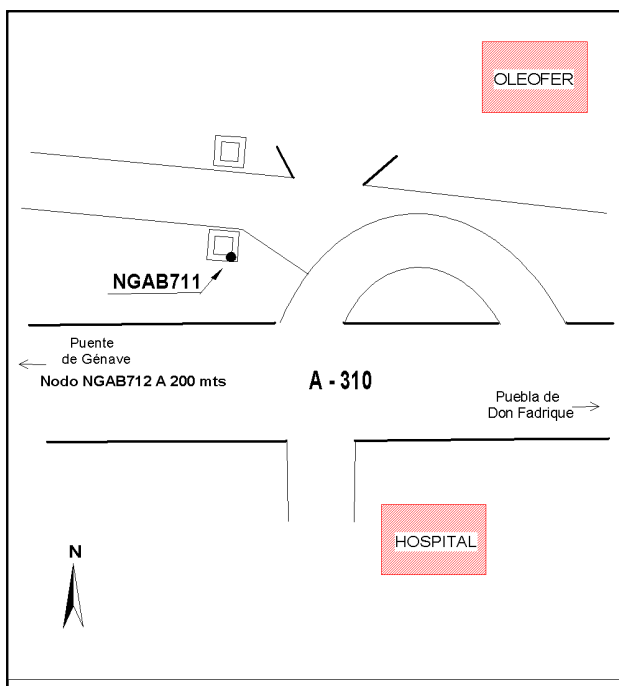 OLEOFER
NGAB711
Puente
de Génave
Nodo NGAB712 A 200 mts
A - 310
Puebla de
Don Fadrique
HOSPITAL
N